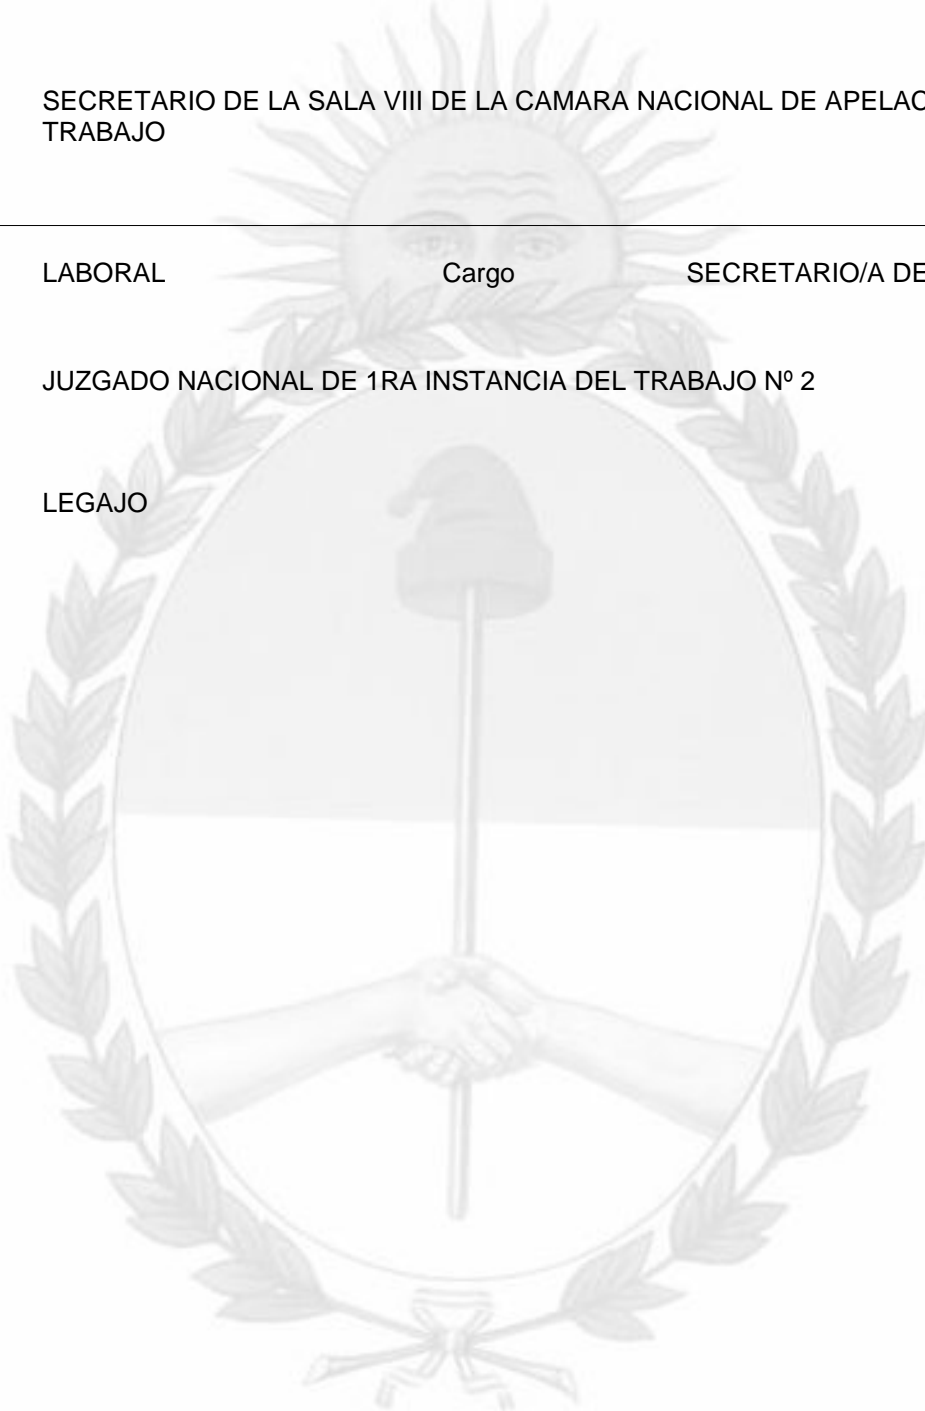 SECRETARIO DE LA SALA VIII DE LA CAMARA NACIONAL DE APELAC
TRABAJO
LABORAL Cargo SECRETARIO/A DE
JUZGADO NACIONAL DE 1RA INSTANCIA DEL TRABAJO Nº 2
LEGAJO